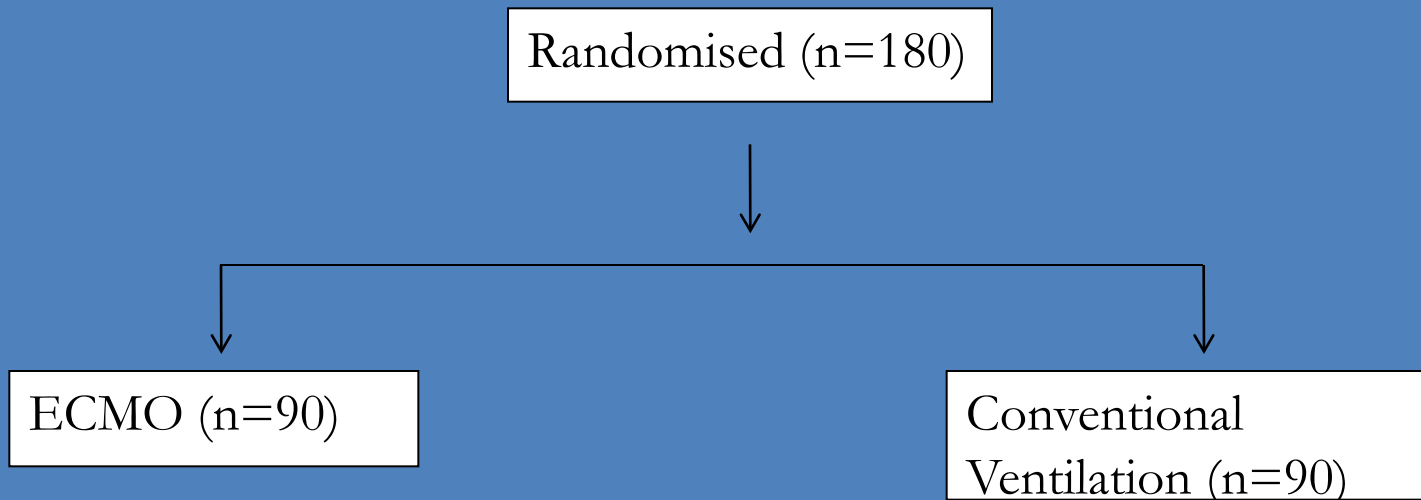 Randomised (n=180)
ECMO (n=90)
Conventional
Ventilation (n=90)